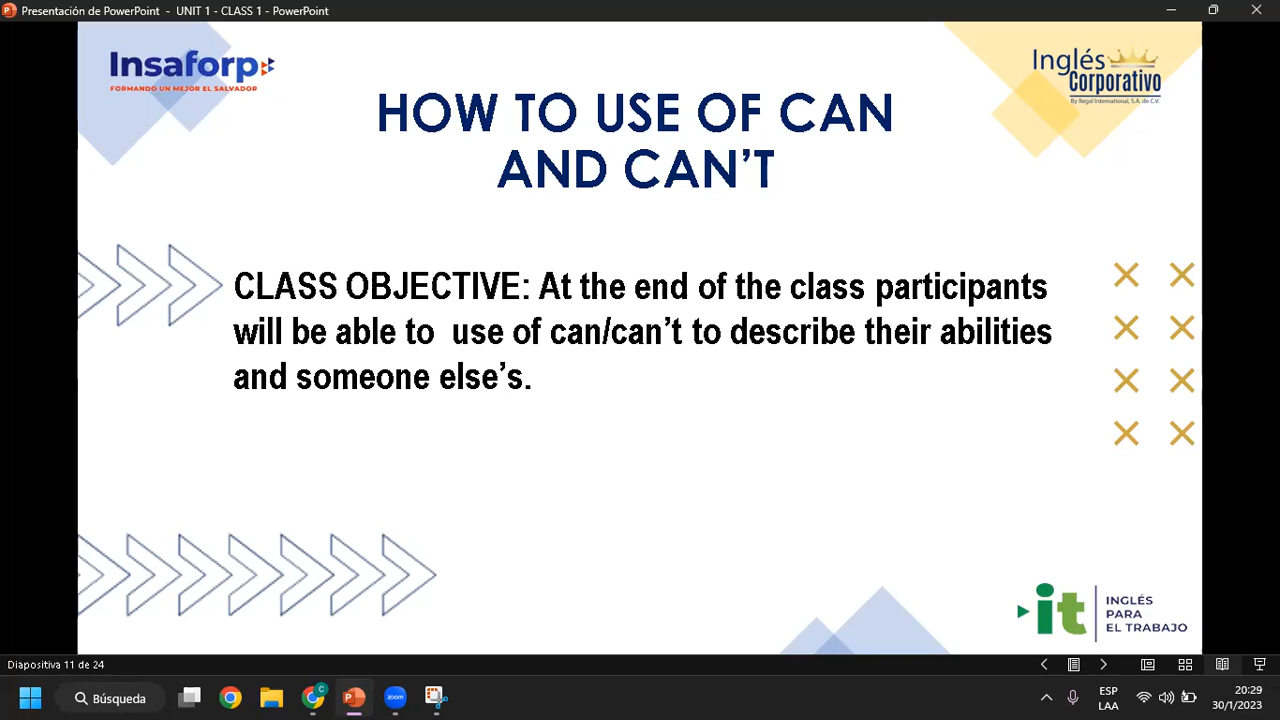 Presentación de PowerPoint - UNIT 1 - CLASS 1 - PowerPoint
Insaforp
FORMANDO UN MEJOR EL SALVADOR
Inglés
Corporativo
By Regal International, S.A. de C.V.
HOW TO USE OF CAN
AND CAN'T
CLASS OBJECTIVE: At the end of the class participants
will be able to use of can/can't to describe their abilities
and someone else's.
it
INGLÉS
PARA
EL TRABAJO
Diapositiva 11 de 24
Búsqueda
C
zoom
ESP
LAA
20:29
30/1/2023